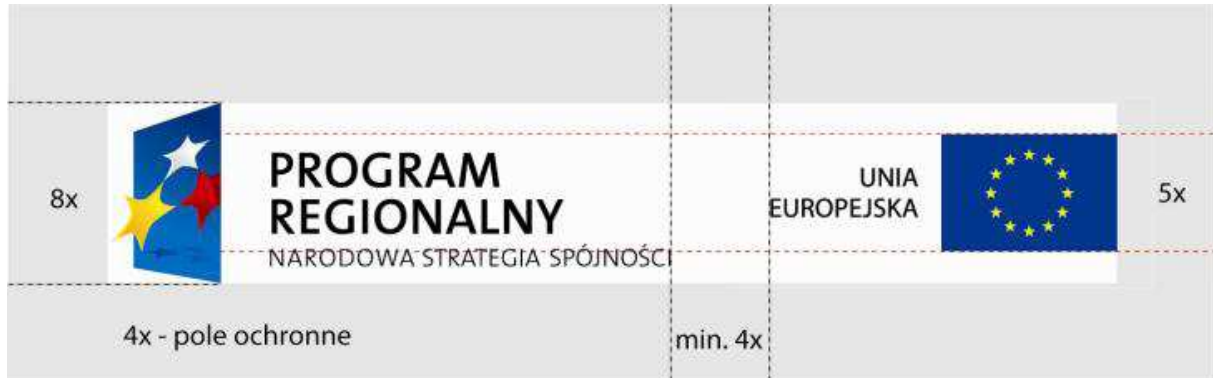 8x
PROGRAM
REGIONALNY
NARODOWA STRATEGIA SPÓJNOŚCI
UNIA
EUROPEJSKA
5x
4x - pole ochronne
min. 4x